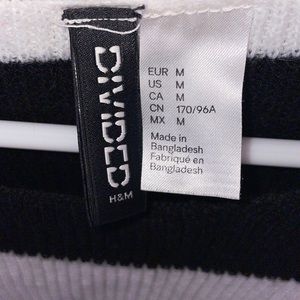 DIVIDED
H&M
EUR M
US M
CA M
CN 170/96A
MX M
Made in
Bangladesh
Fabriqué en
Bangladesh